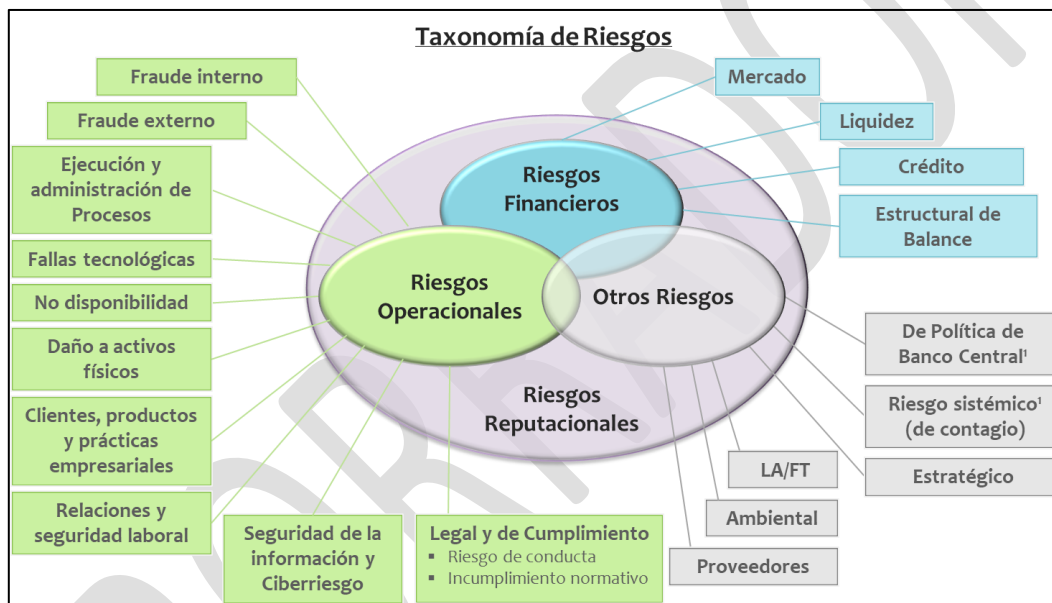 Taxonomía de Riesgos
Fraude interno
Fraude externo
Ejecución y
administración de
Procesos
Fallas tecnológicas
No disponibilidad
Daño a activos
físicos
Clientes, productos
y prácticas
empresariales
Relaciones y
seguridad laboral
Seguridad de la
información y
Ciberriesgo
Legal y de Cumplimiento
▪ Riesgo de conducta
▪ Incumplimiento normativo
Riesgos
Financieros
Riesgos
Operacionales
Otros Riesgos
Riesgos
Reputacionales
Mercado
Liquidez
Crédito
Estructural de
Balance
De Política de
Banco Central¹
Riesgo sistémico¹
(de contagio)
Estratégico
LA/FT
Ambiental
Proveedores